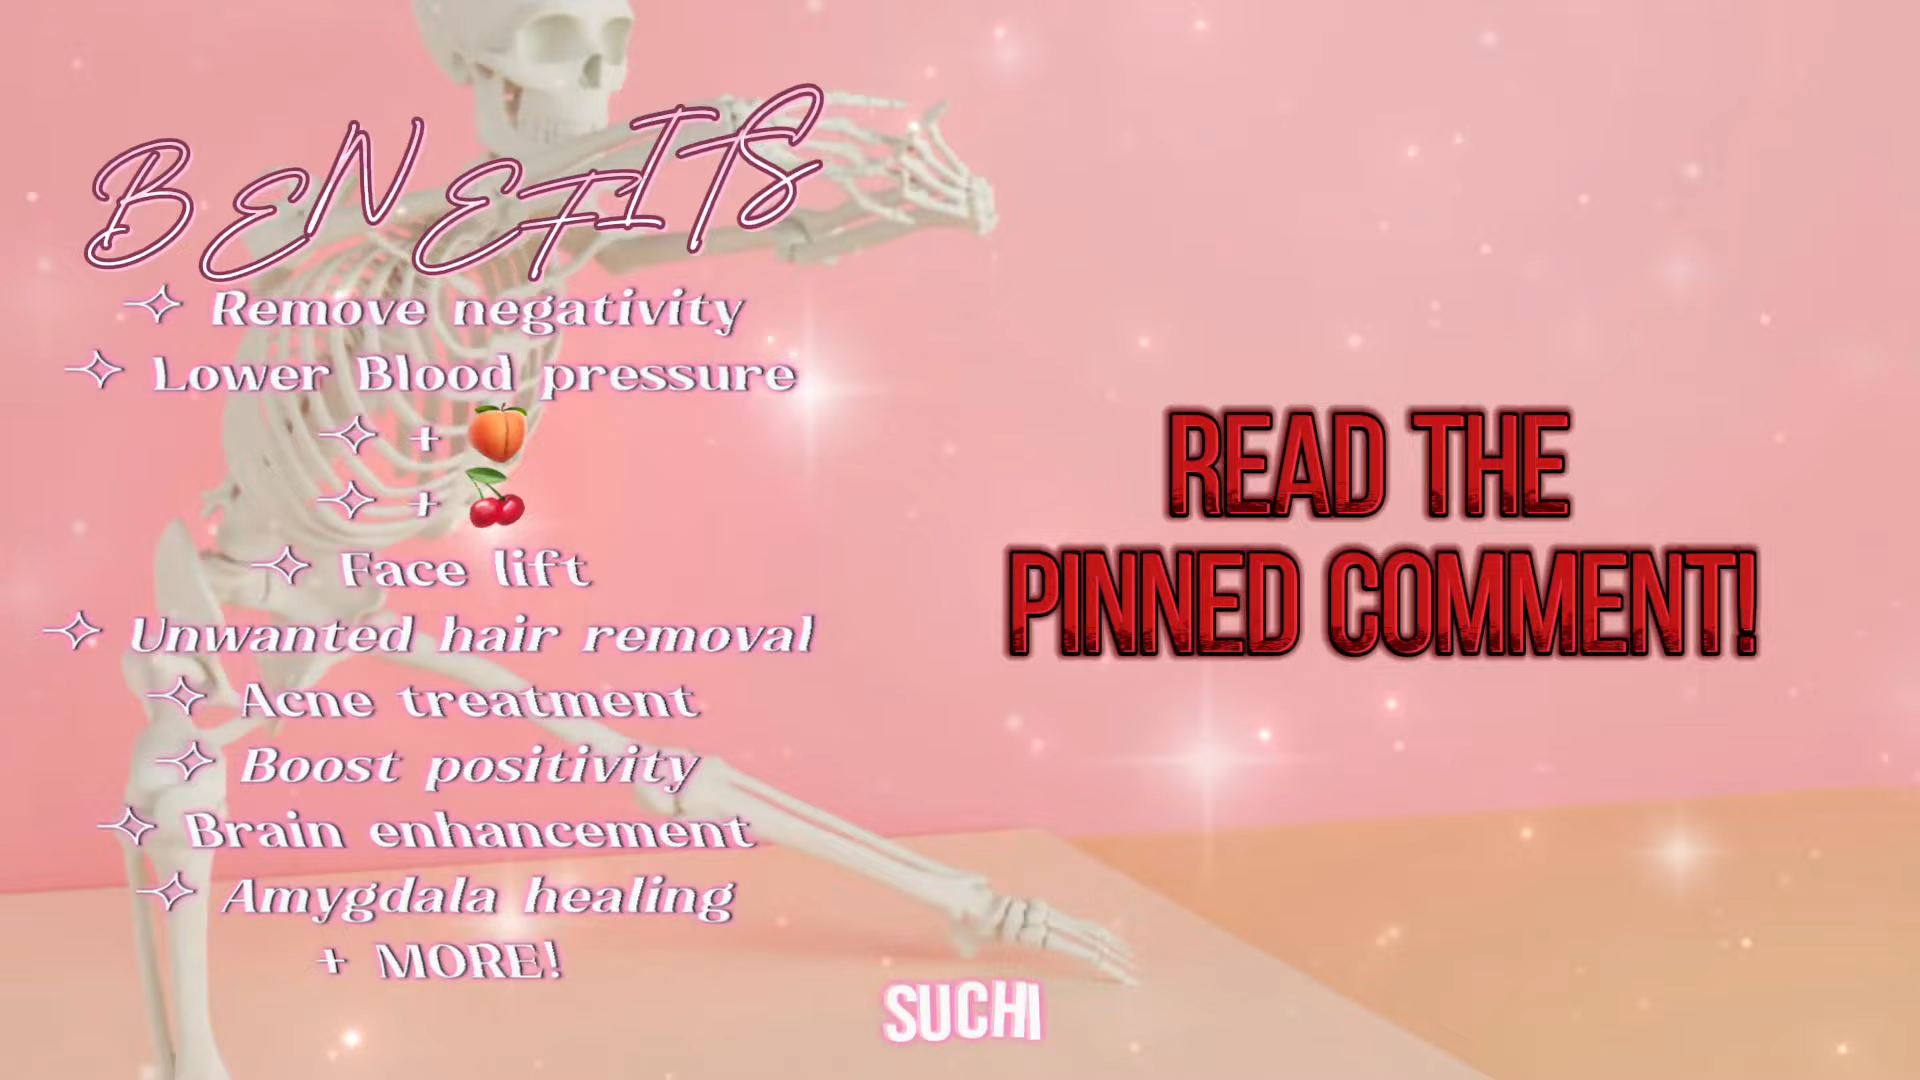 BENEFITS
✧ Remove negativity
✧ Lower Blood pressure
✧ + 🍑
✧ + 🍒
✧ Face lift
✧ Unwanted hair removal
✧ Acne treatment
✧ Boost positivity
✧ Brain enhancement
✧ Amygdala healing
+ MORE!
READ THE
PINNED COMMENT!
SUCHI